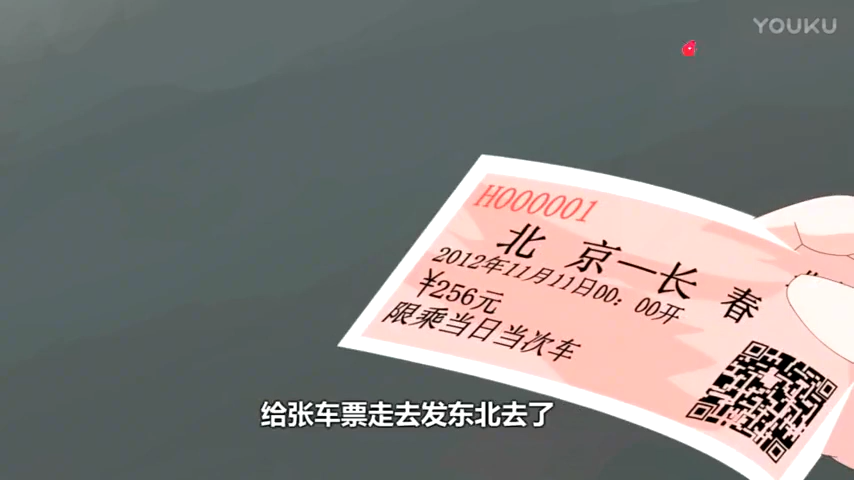 YOUKU
H000001
北京一长春
2012年11月11日00：00开
¥256元
限乘当日当次车
给张车票走去发东北去了